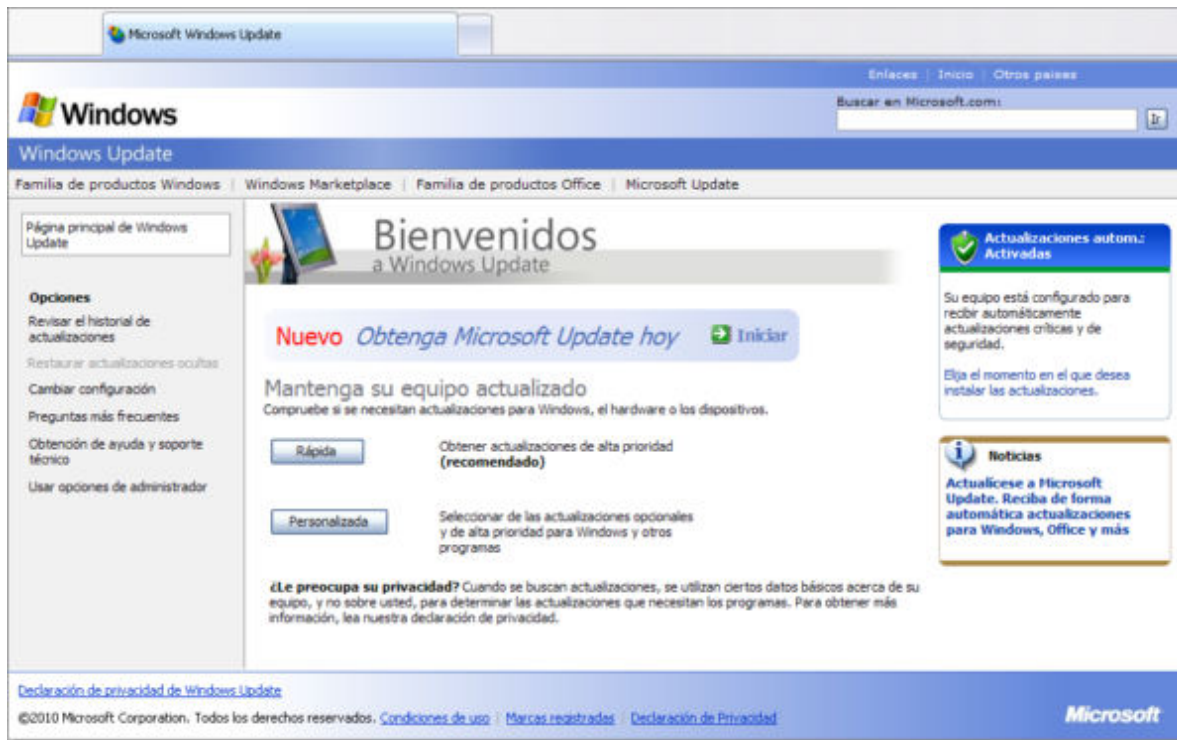 Microsoft Windows Update
Enlaces | Inicio | Otros países
Windows
Buscar en Microsoft.com:
Ir
Windows Update
Familia de productos Windows | Windows Marketplace | Familia de productos Office | Microsoft Update
Página principal de Windows
Update
Opciones
Revisar el historial de
actualizaciones
Restaurar actualizaciones ocultas
Cambiar configuración
Preguntas más frecuentes
Obtención de ayuda y soporte
técnico
Usar opciones de administrador
Bienvenidos
a Windows Update
Nuevo Obtenga Microsoft Update hoy Iniciar
Mantenga su equipo actualizado
Compruebe si se necesitan actualizaciones para Windows, el hardware o los dispositivos.
Rápida
Obtener actualizaciones de alta prioridad
(recomendado)
Personalizada
Seleccionar de las actualizaciones opcionales
y de alta prioridad para Windows y otros
programas
¿Le preocupa su privacidad? Cuando se buscan actualizaciones, se utilizan ciertos datos básicos acerca de su
equipo, y no sobre usted, para determinar las actualizaciones que necesitan los programas. Para obtener más
información, lea nuestra declaración de privacidad.
Actualizaciones autom.:
Activadas
Su equipo está configurado para
recibir automáticamente
actualizaciones críticas y de
seguridad.
Elija el momento en el que desea
instalar las actualizaciones.
Noticias
Actualícese a Microsoft
Update. Reciba de forma
automática actualizaciones
para Windows, Office y más
Declaración de privacidad de Windows Update
©2010 Microsoft Corporation. Todos los derechos reservados. Condiciones de uso | Marcas registradas | Declaración de Privacidad
Microsoft